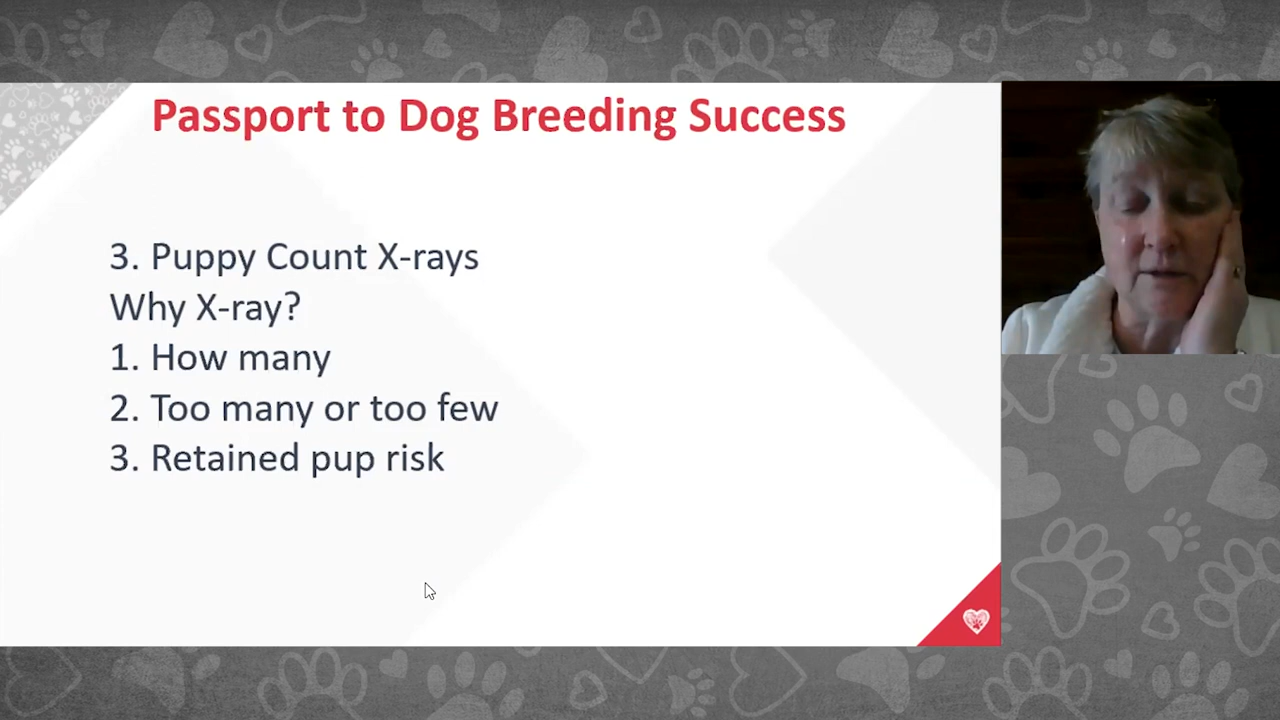 Passport to Dog Breeding Success
3. Puppy Count X-rays
Why X-ray?
1. How many
2. Too many or too few
3. Retained pup risk